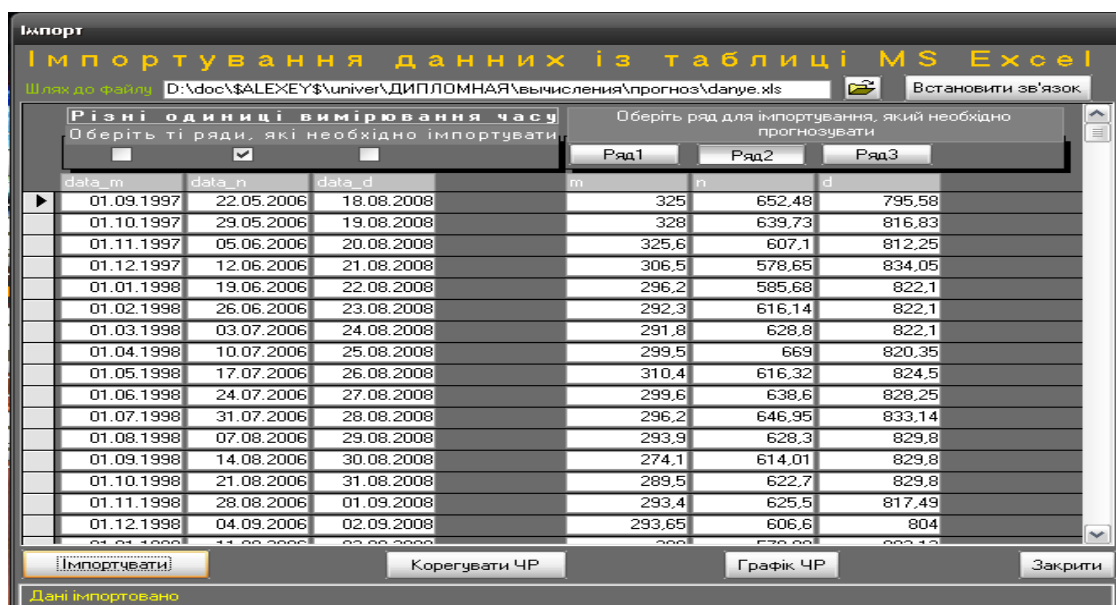 Імпорт
Імпортування данних із таблиці MS Excel
Шлях до файлу D:\doc\$ALEXEY$\univer\ДИПЛОМНАЯ\вычисления\прогноз\danye.xls Встановити зв'язок
Різні одиниці вимірювання часу
Оберіть ті ряди, які необхідно імпортувати
Оберіть ряд для імпортування, який необхідно
прогнозувати
Ряд1 Ряд2 Ряд3
data_m data_n data_d m n d
01.09.1997 22.05.2006 18.08.2008 325 652,48 795,58
01.10.1997 29.05.2006 19.08.2008 328 639,73 816,83
01.11.1997 05.06.2006 20.08.2008 325,6 607,1 812,25
01.12.1997 12.06.2006 21.08.2008 306,5 578,65 834,05
01.01.1998 19.06.2006 22.08.2008 296,2 585,68 822,1
01.02.1998 26.06.2006 23.08.2008 292,3 616,14 822,1
01.03.1998 03.07.2006 24.08.2008 291,8 628,8 822,1
01.04.1998 10.07.2006 25.08.2008 299,5 669 820,35
01.05.1998 17.07.2006 26.08.2008 310,4 616,32 824,5
01.06.1998 24.07.2006 27.08.2008 299,6 638,6 828,25
01.07.1998 31.07.2006 28.08.2008 296,2 646,95 833,14
01.08.1998 07.08.2006 29.08.2008 293,9 628,3 829,8
01.09.1998 14.08.2006 30.08.2008 274,1 614,01 829,8
01.10.1998 21.08.2006 31.08.2008 289,5 622,7 829,8
01.11.1998 28.08.2006 01.09.2008 293,4 625,5 817,49
01.12.1998 04.09.2006 02.09.2008 293,65 606,6 804
Імпортувати Корегувати ЧР Графік ЧР Закрити
Дані імпортовано